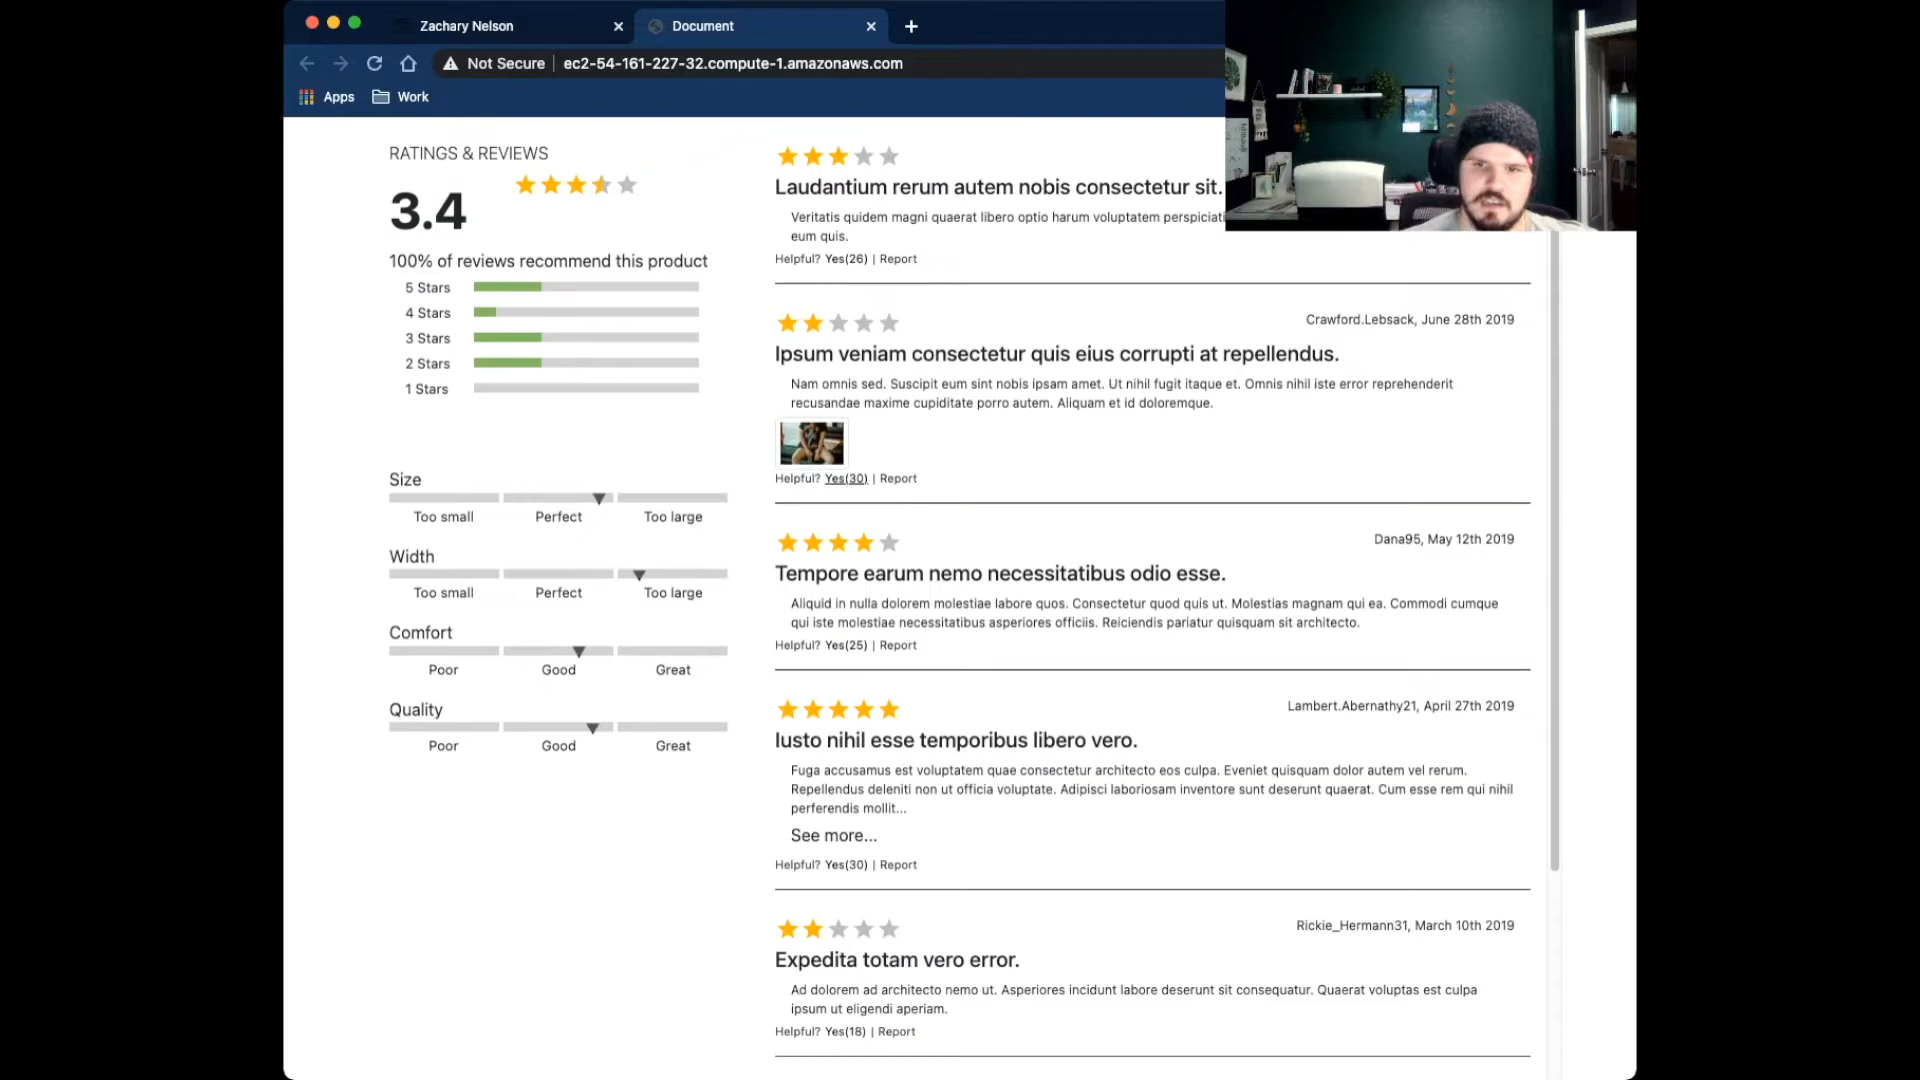 Zachary Nelson
Document
Not Secure
ec2-54-161-227-32.compute-1.amazonaws.com
Apps
Work
RATINGS & REVIEWS
3.4
100% of reviews recommend this product
5 Stars
4 Stars
3 Stars
2 Stars
1 Stars
Size
Too small
Perfect
Too large
Width
Too small
Perfect
Too large
Comfort
Poor
Good
Great
Quality
Poor
Good
Great
Laudantium rerum autem nobis consectetur sit.
Veritatis quidem magni quaerat libero optio harum voluptatem
eum quis.
Helpful? Yes(26) | Report
Crawford.Lebsack, June 28th 2019
Ipsum veniam consectetur quis eius corrupti at repellendus.
Nam omnis sed. Suscipit eum sint nobis ipsam amet. Ut nihil fugit itaque et. Omnis nihil iste error reprehenderit
recusandae maxime cupiditate porro autem. Aliquam et id doloremque.
Helpful? Yes(30) | Report
Dana95, May 12th 2019
Tempore earum nemo necessitatibus odio esse.
Aliquid in nulla dolorem molestiae labore quos. Consectetur quod quis ut. Molestias magnam qui ea. Commodi cumque
qui iste molestiae necessitatibus asperiores officiis. Reiciendis pariatur quisquam sit architecto.
Helpful? Yes(25) | Report
Lambert.Abernathy21, April 27th 2019
Iusto nihil esse temporibus libero vero.
Fuga accusamus est voluptatem quae consectetur architecto eos culpa. Eveniet quisquam dolor autem vel rerum.
Repellendus deleniti non ut officia voluptate. Adipisci laboriosam inventore sunt deserunt quaerat. Cum esse rem qui nihil
perferendis mollit...
See more...
Helpful? Yes(30) | Report
Rickie_Hermann31, March 10th 2019
Expedita totam vero error.
Ad dolorem ad architecto nemo ut. Asperiores incidunt labore deserunt sit consequatur. Quaerat voluptas est culpa
ipsum ut eligendi aperiam.
Helpful? Yes(18) | Report